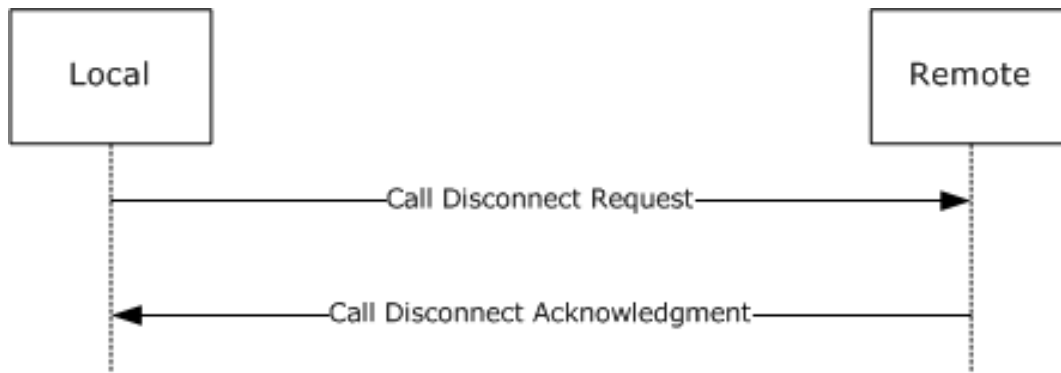 Local
Remote
Call Disconnect Request
Call Disconnect Acknowledgment